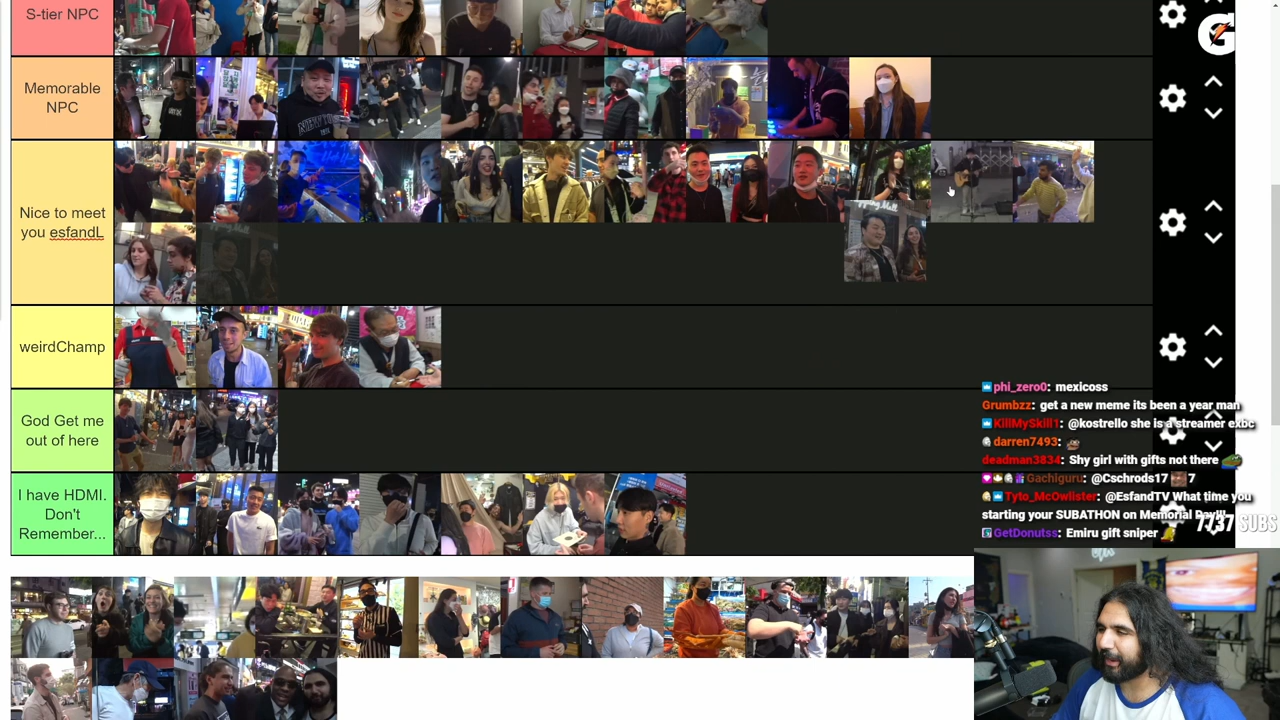 S-tier NPC
Memorable
NPC
Nice to meet
you esfandL
weirdChamp
God Get me
out of here
I have HDMI.
Don't
Remember...
G
phi_zero0: mexicoss
Grumbzz: get a new meme its been a year man
KillMySkill1: @kostrello she is a streamer exbc
darren7493:
deadman3834: Shy girl with gifts not there
Gachiguru: @Cschrods17 7
Tyto_McOwlister: @EsfandTV What time you
starting your SUBATHON on Memorial Day!!!
GetDonutss: Emiru gift sniper
SUBS